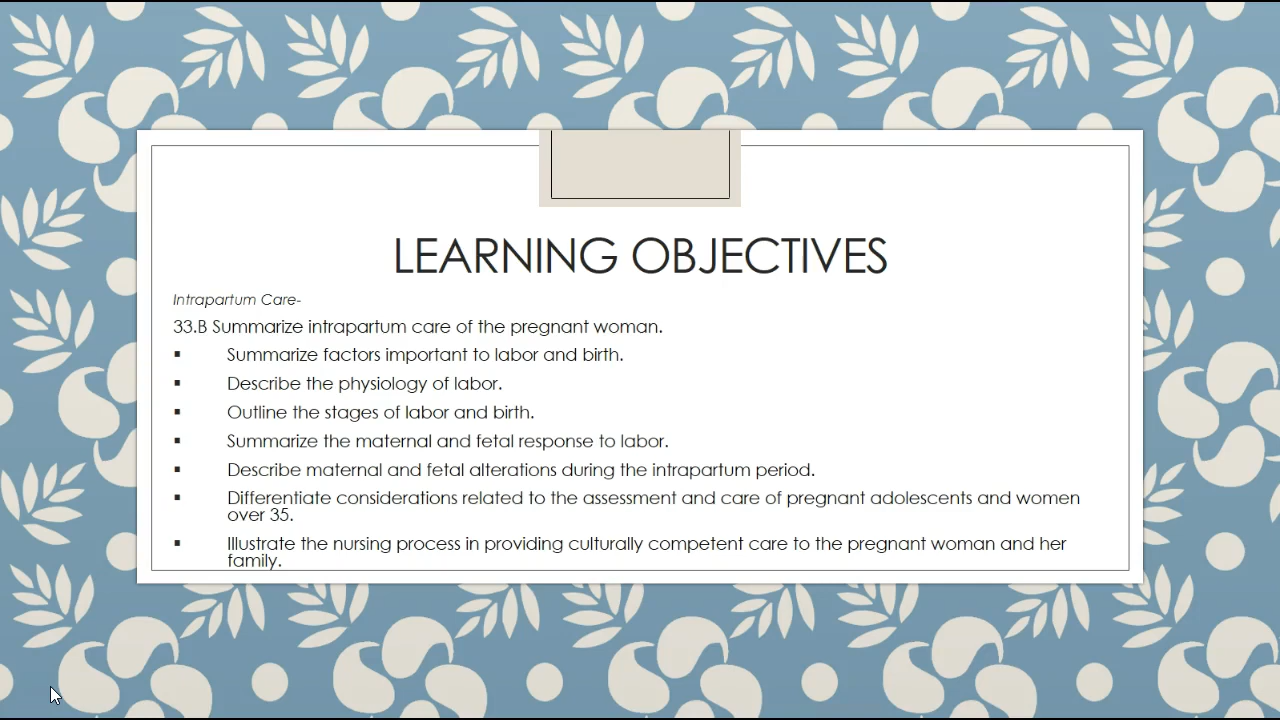 LEARNING OBJECTIVES
Intrapartum Care-
33.B Summarize intrapartum care of the pregnant woman.
▪ Summarize factors important to labor and birth.
▪ Describe the physiology of labor.
▪ Outline the stages of labor and birth.
▪ Summarize the maternal and fetal response to labor.
▪ Describe maternal and fetal alterations during the intrapartum period.
▪ Differentiate considerations related to the assessment and care of pregnant adolescents and women
over 35.
▪ Illustrate the nursing process in providing culturally competent care to the pregnant woman and her
family.